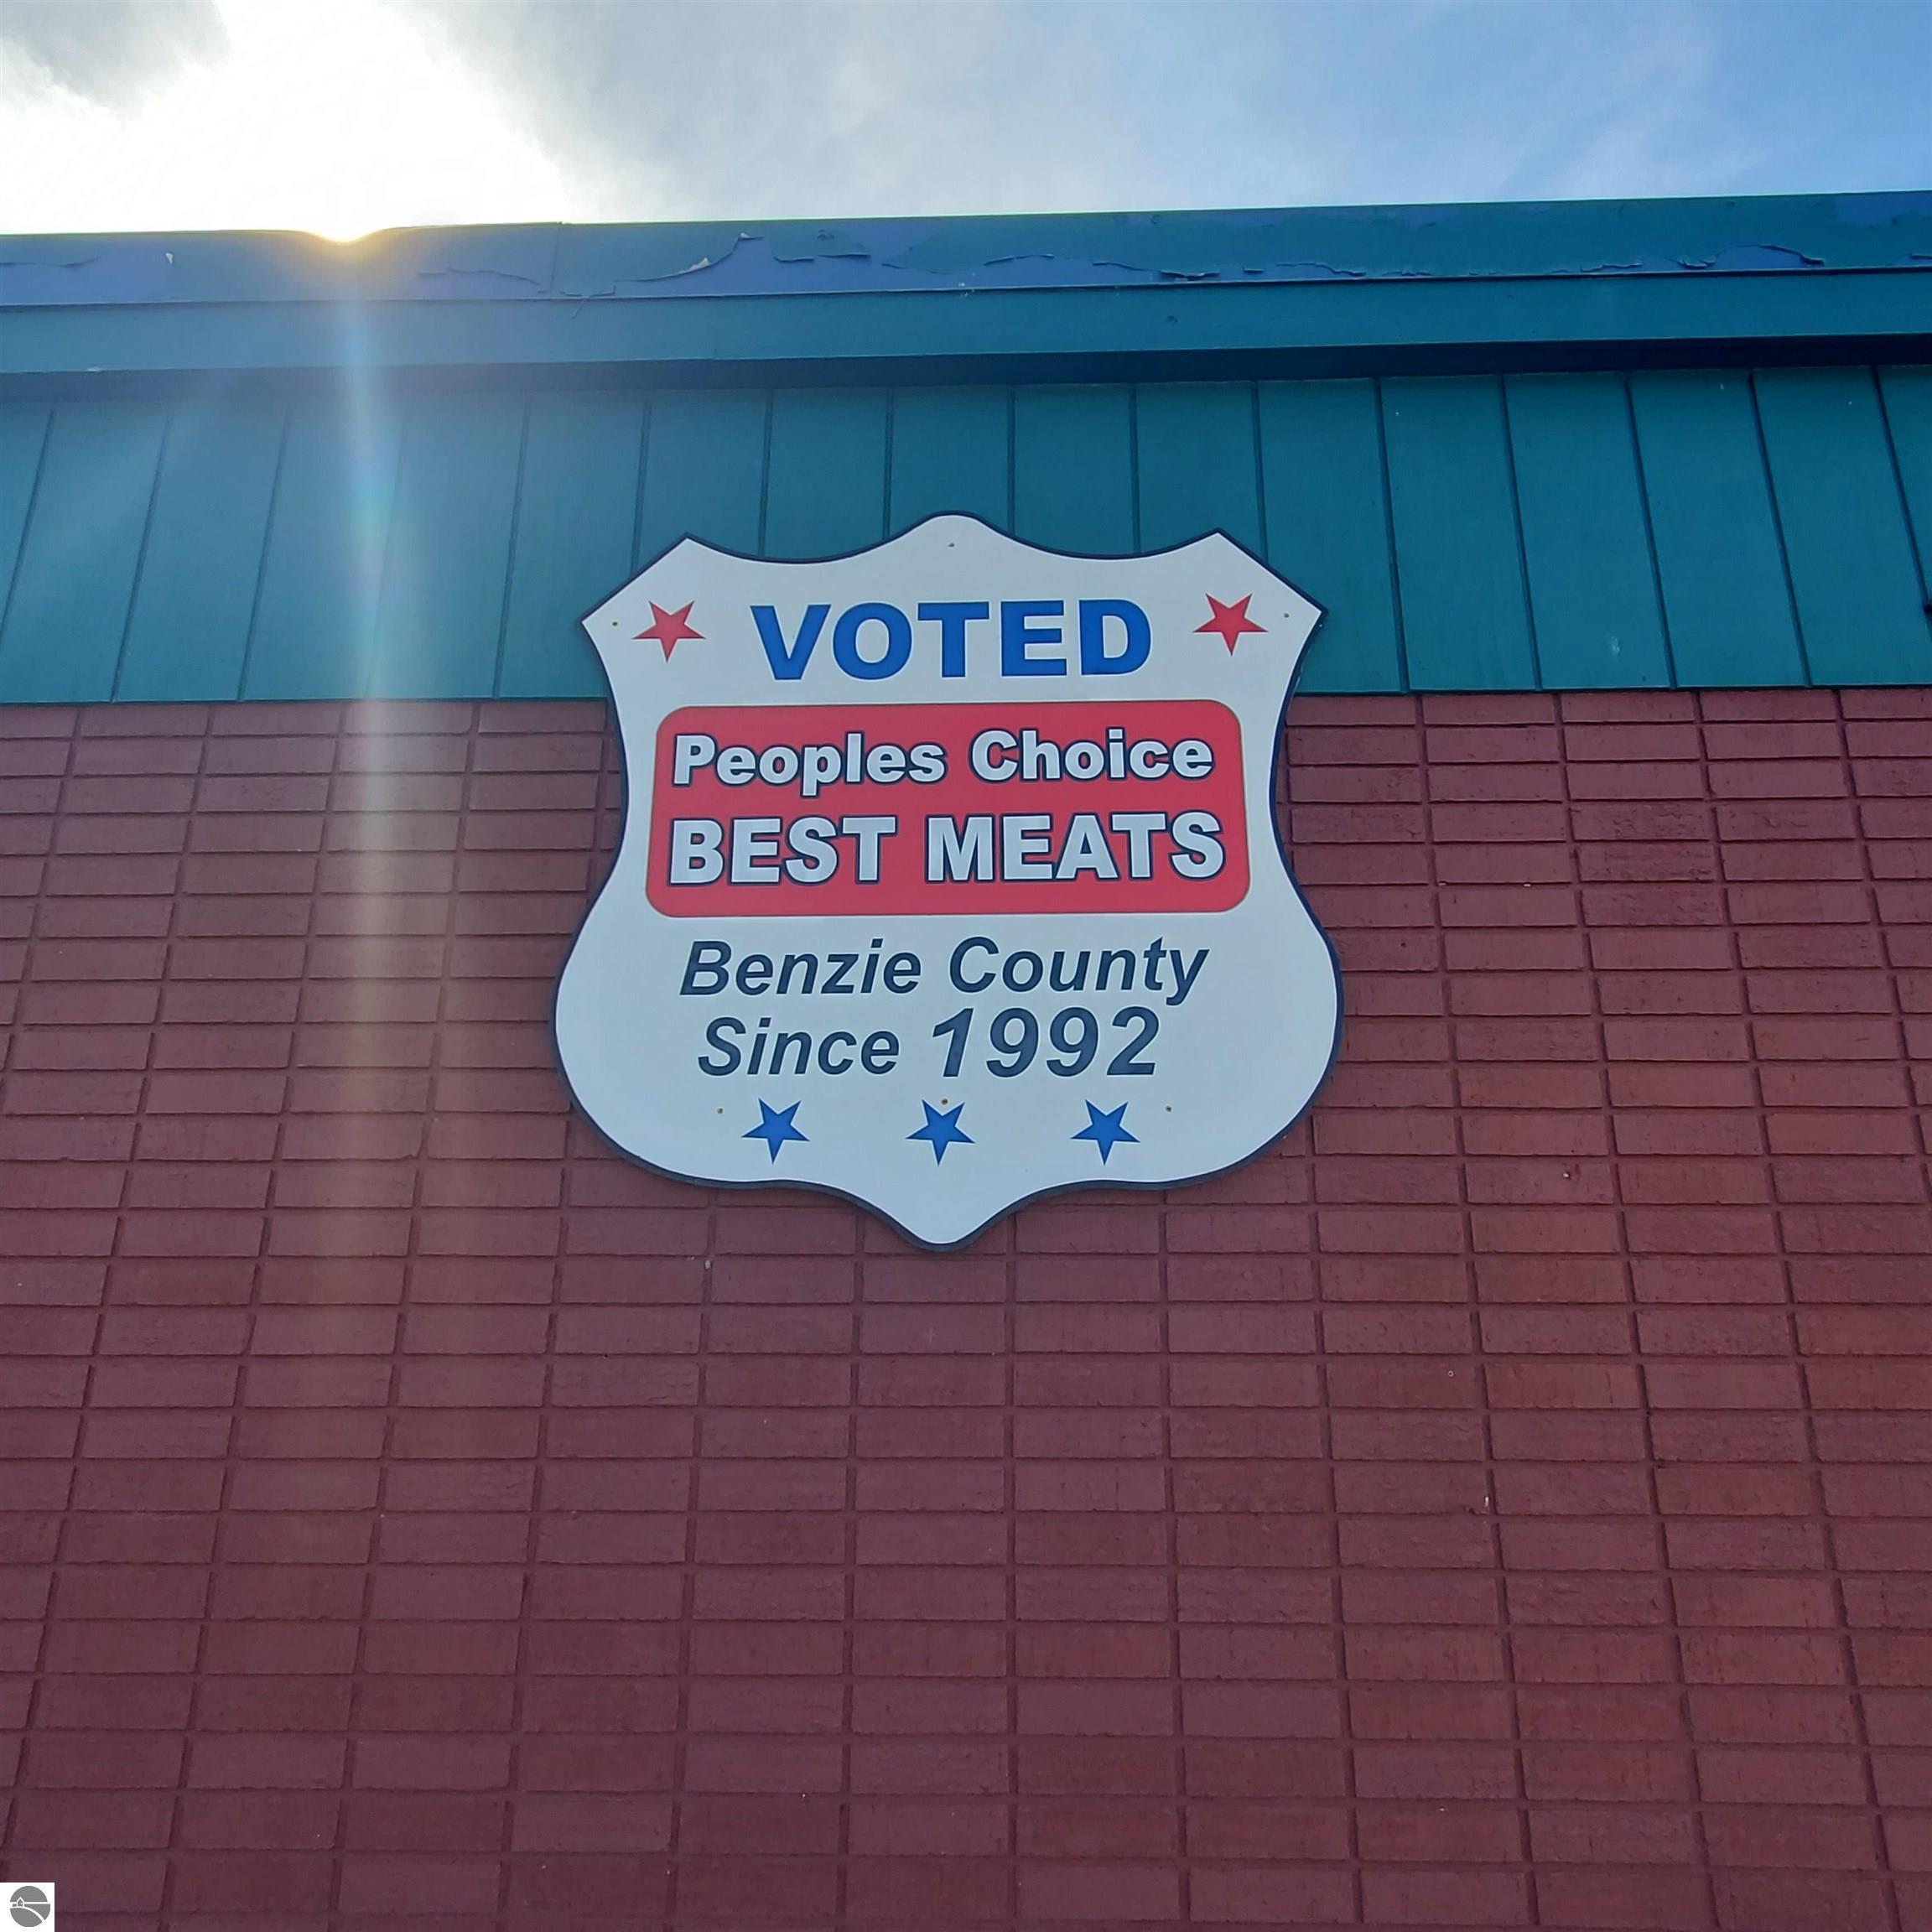 VOTED
Peoples Choice
BEST MEATS
Benzie County
Since 1992